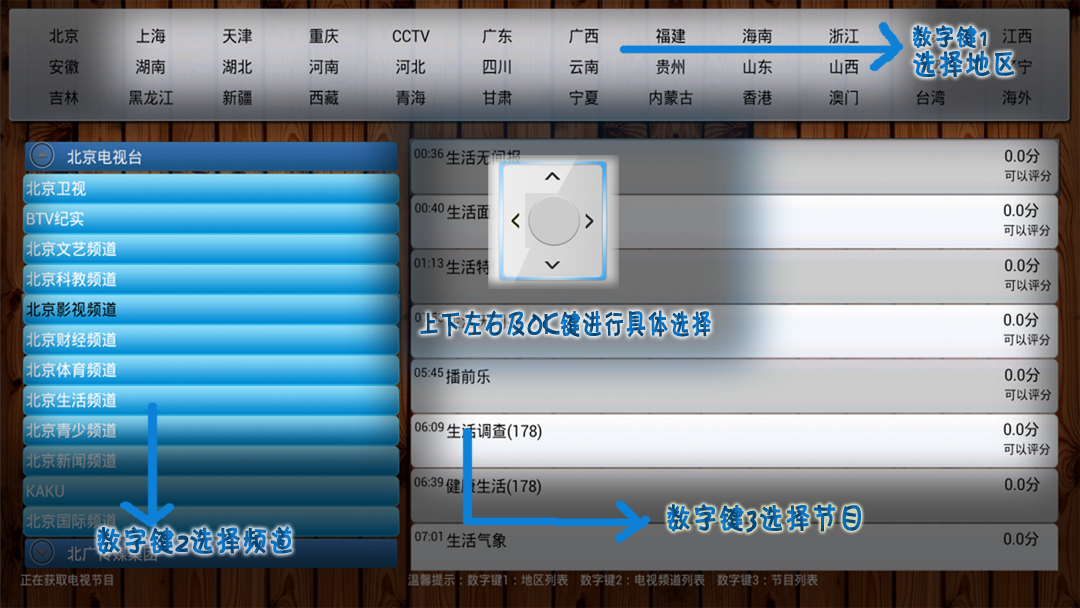 北京 上海 天津 重庆 CCTV 广东 广西 福建 海南 浙江 江西
安徽 湖南 湖北 河南 河北 四川 云南 贵州 山东 山西 宁
吉林 黑龙江 新疆 西藏 青海 甘肃 宁夏 内蒙古 香港 澳门 台湾 海外
数字键1
选择地区
北京电视台
北京卫视
BTV纪实
北京文艺频道
北京科教频道
北京影视频道
北京财经频道
北京体育频道
北京生活频道
北京青少频道
北京新闻频道
KAKU
北京国际频道
数字键2选择频道
北广传媒集团
正在获取电视节目
00:36 生活无间报 0.0分
可以评分
00:40 生活面 0.0分
可以评分
01:13 生活特 0.0分
可以评分
0.0分
可以评分
上下左右及OK键进行具体选择
05:45 播前乐 0.0分
可以评分
06:09 生活调查(178) 0.0分
可以评分
06:39 健康生活(178) 0.0分
数字键3选择节目
07:01 生活气象 0.0分
温馨提示：数字键1：地区列表 数字键2：电视频道列表 数字键3：节目列表